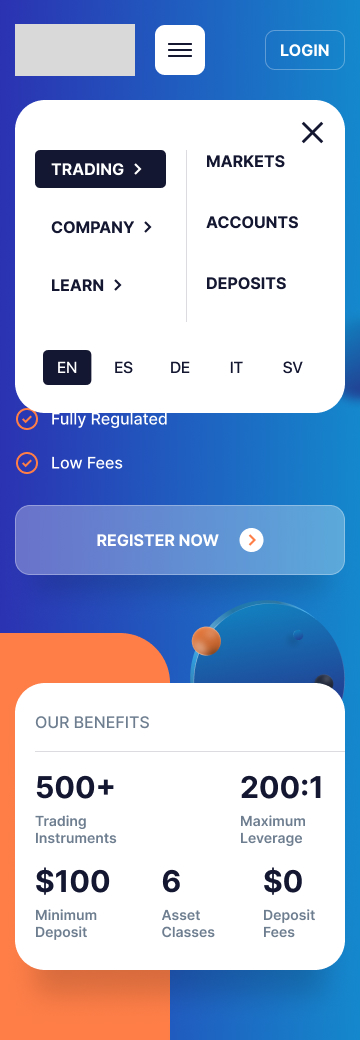 LOGIN
TRADING
COMPANY
LEARN
MARKETS
ACCOUNTS
DEPOSITS
EN ES DE IT SV
Fully Regulated
Low Fees
REGISTER NOW
OUR BENEFITS
500+
Trading
Instruments
200:1
Maximum
Leverage
$100
Minimum
Deposit
6
Asset
Classes
$0
Deposit
Fees